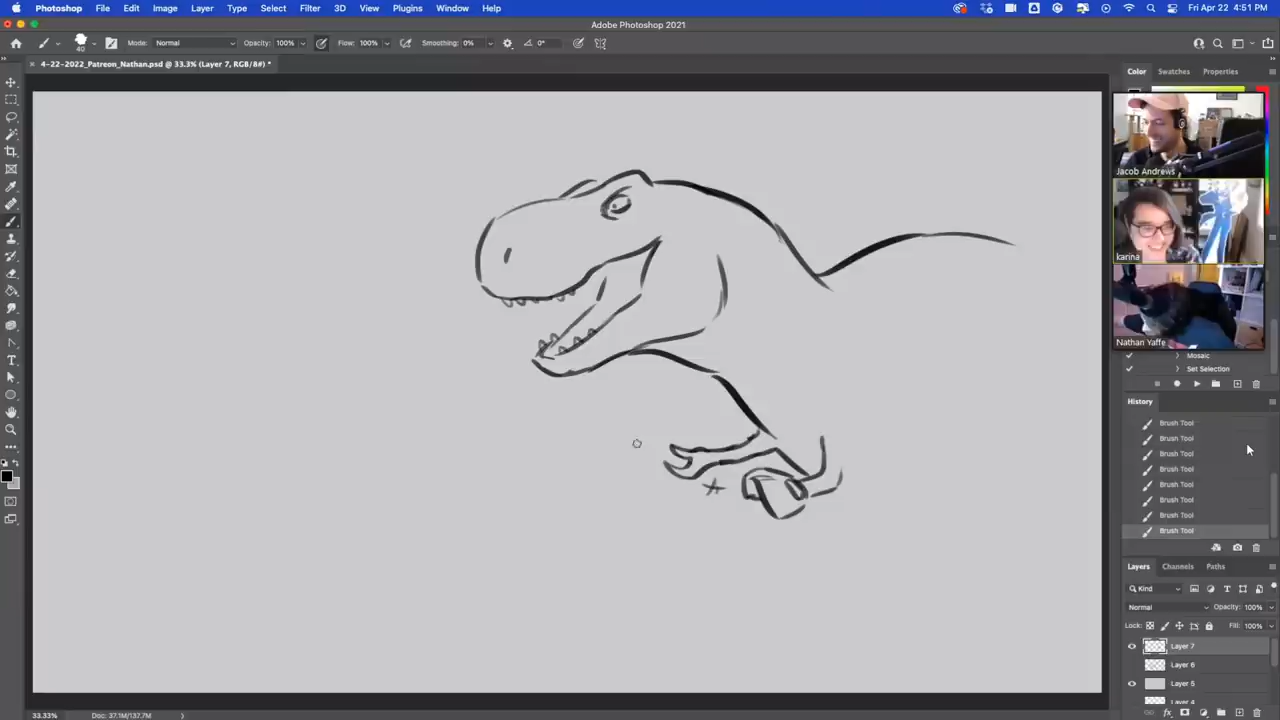 Photoshop File Edit Image Layer Type Select Filter 3D View Plugins Window Help Fri Apr 22 4:51 PM
Adobe Photoshop 2021
40 Mode: Normal Opacity: 100% Flow: 100% Smoothing: 0% 0°
4-22-2022_Patreon_Nathan.psd @ 33.3% (Layer 7, RGB/8#) *
Color Swatches Properties
Jacob Andrews
karina
Nathan Yaffe
Mosaic
Set Selection
History
Brush Tool
Brush Tool
Brush Tool
Brush Tool
Brush Tool
Brush Tool
Brush Tool
Brush Tool
Layers Channels Paths
Kind
Normal Opacity: 100%
Lock: Fill: 100%
Layer 7
Layer 6
Layer 5
Layer 4
33.33% Doc: 37.1M/137.7M